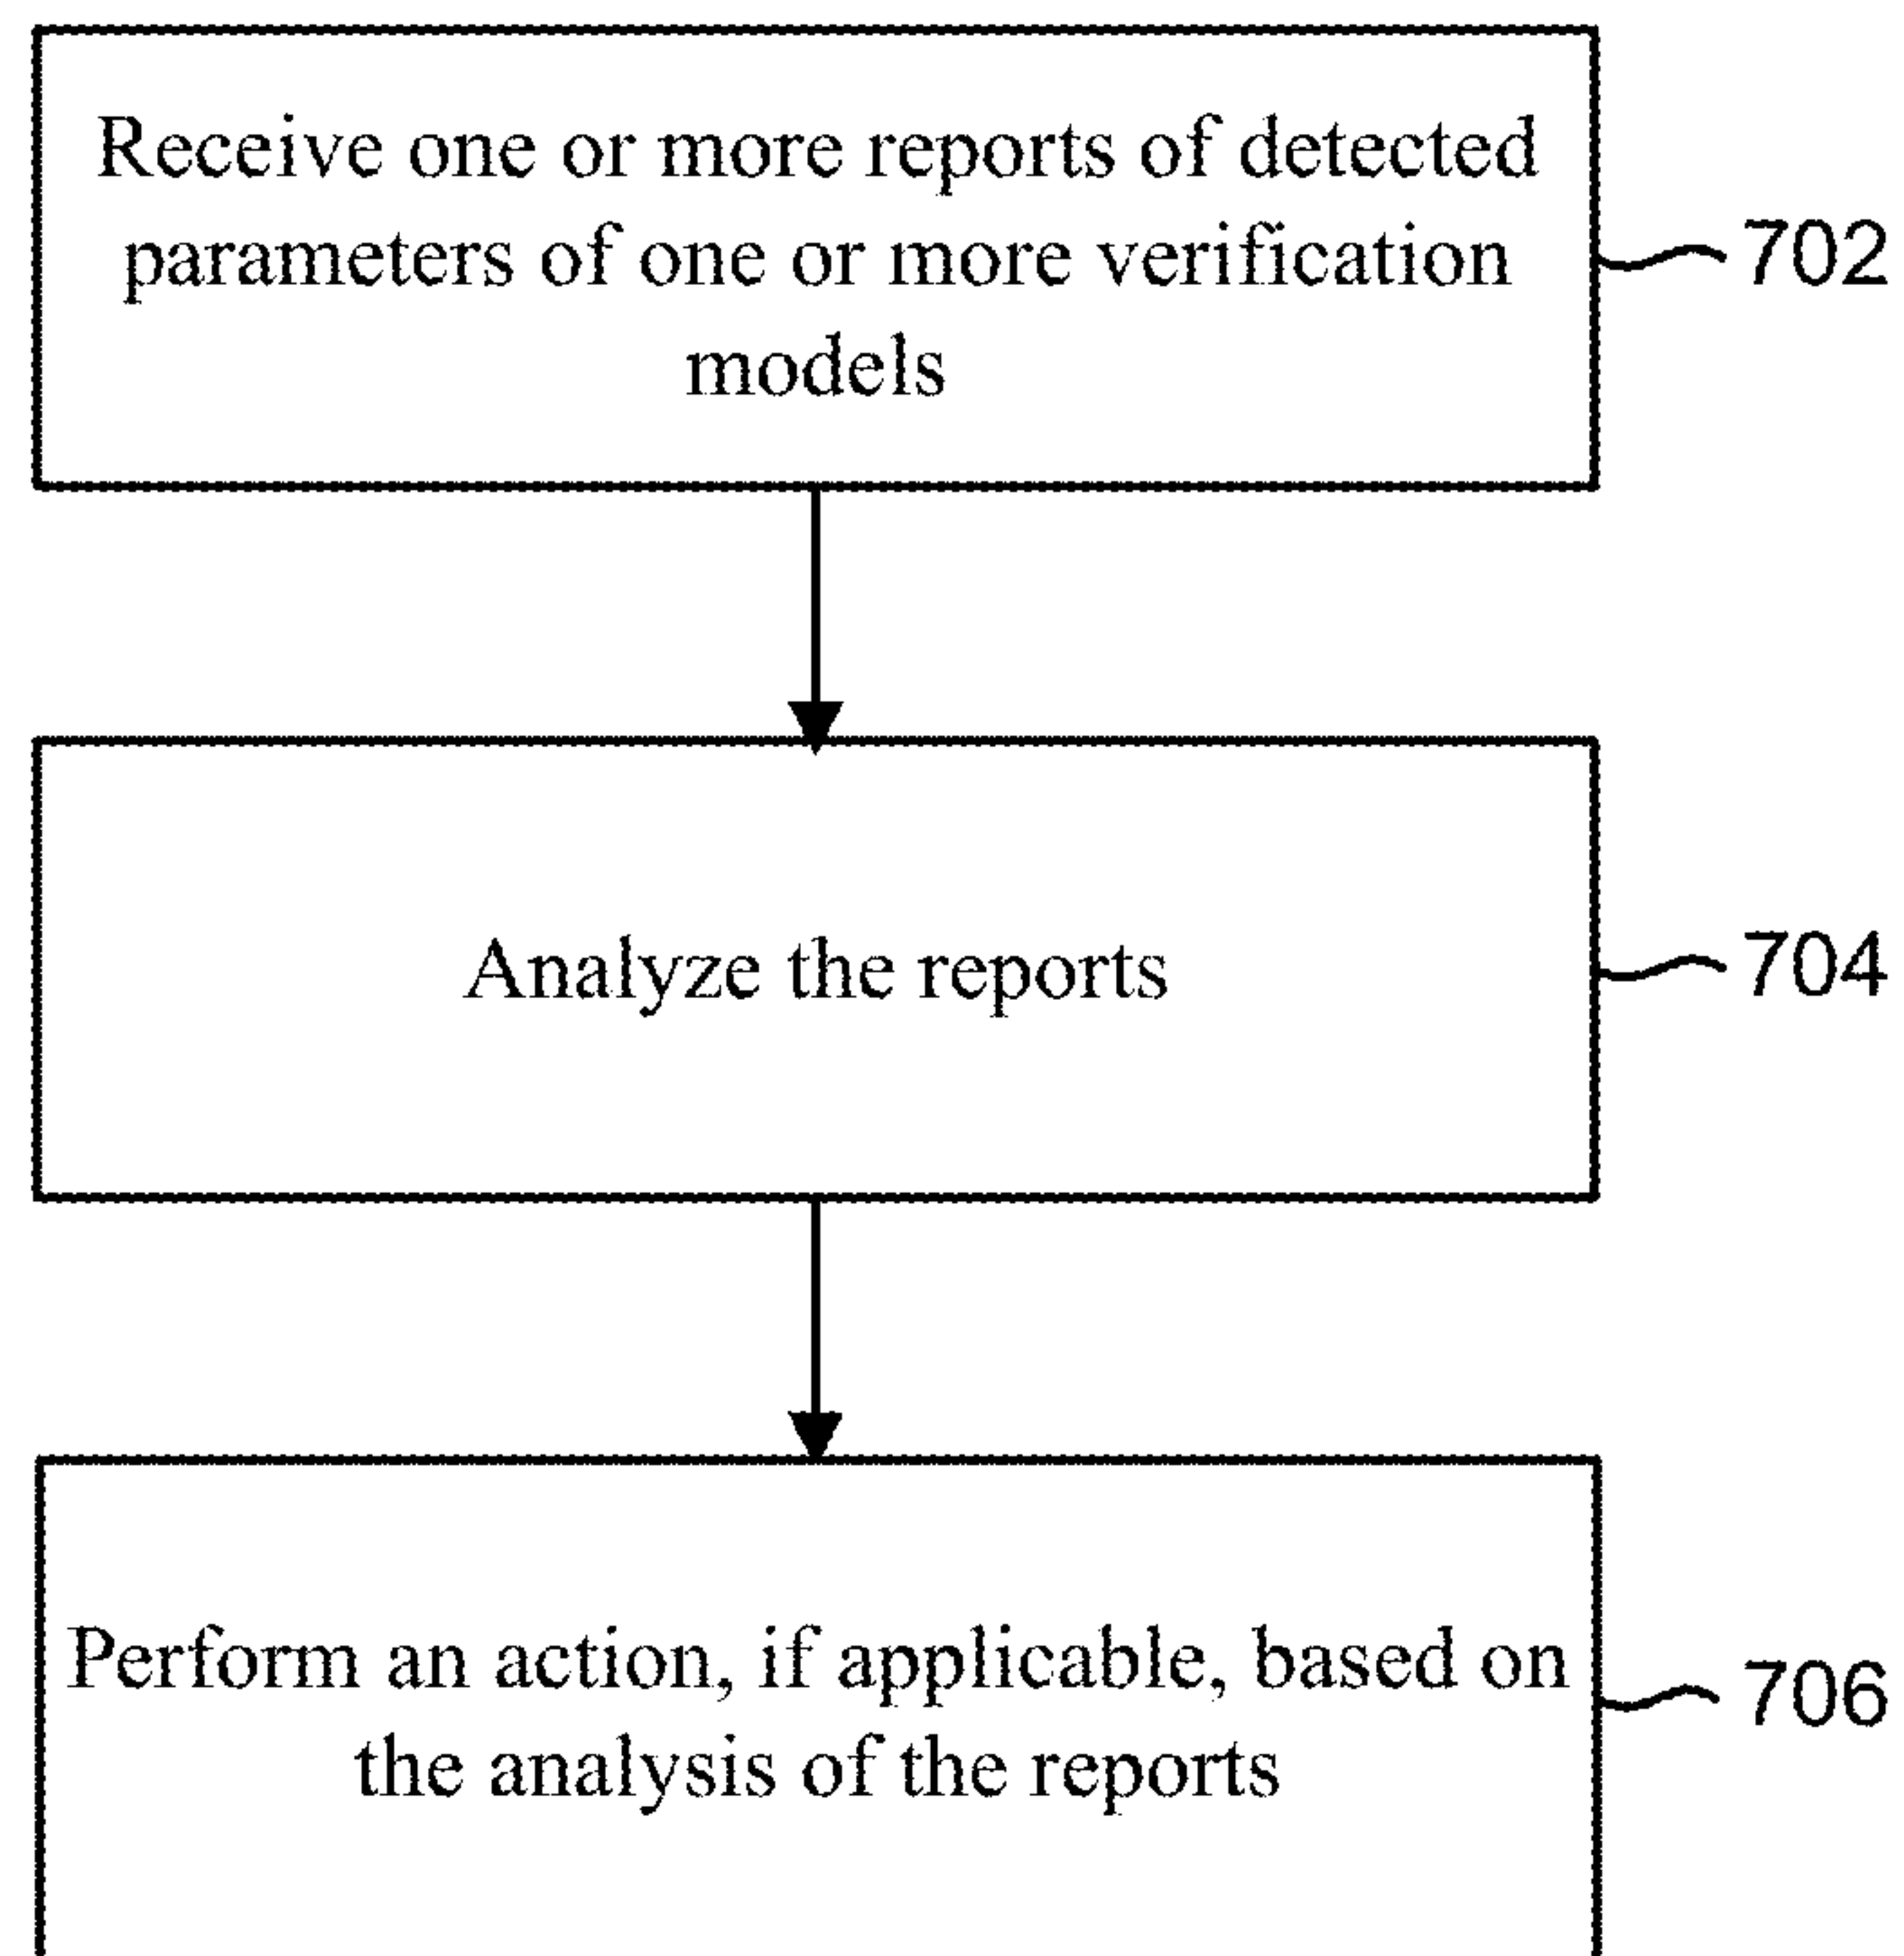 Receive one or more reports of detected
parameters of one or more verification
models
702
Analyze the reports
704
Perform an action, if applicable, based on
the analysis of the reports
706